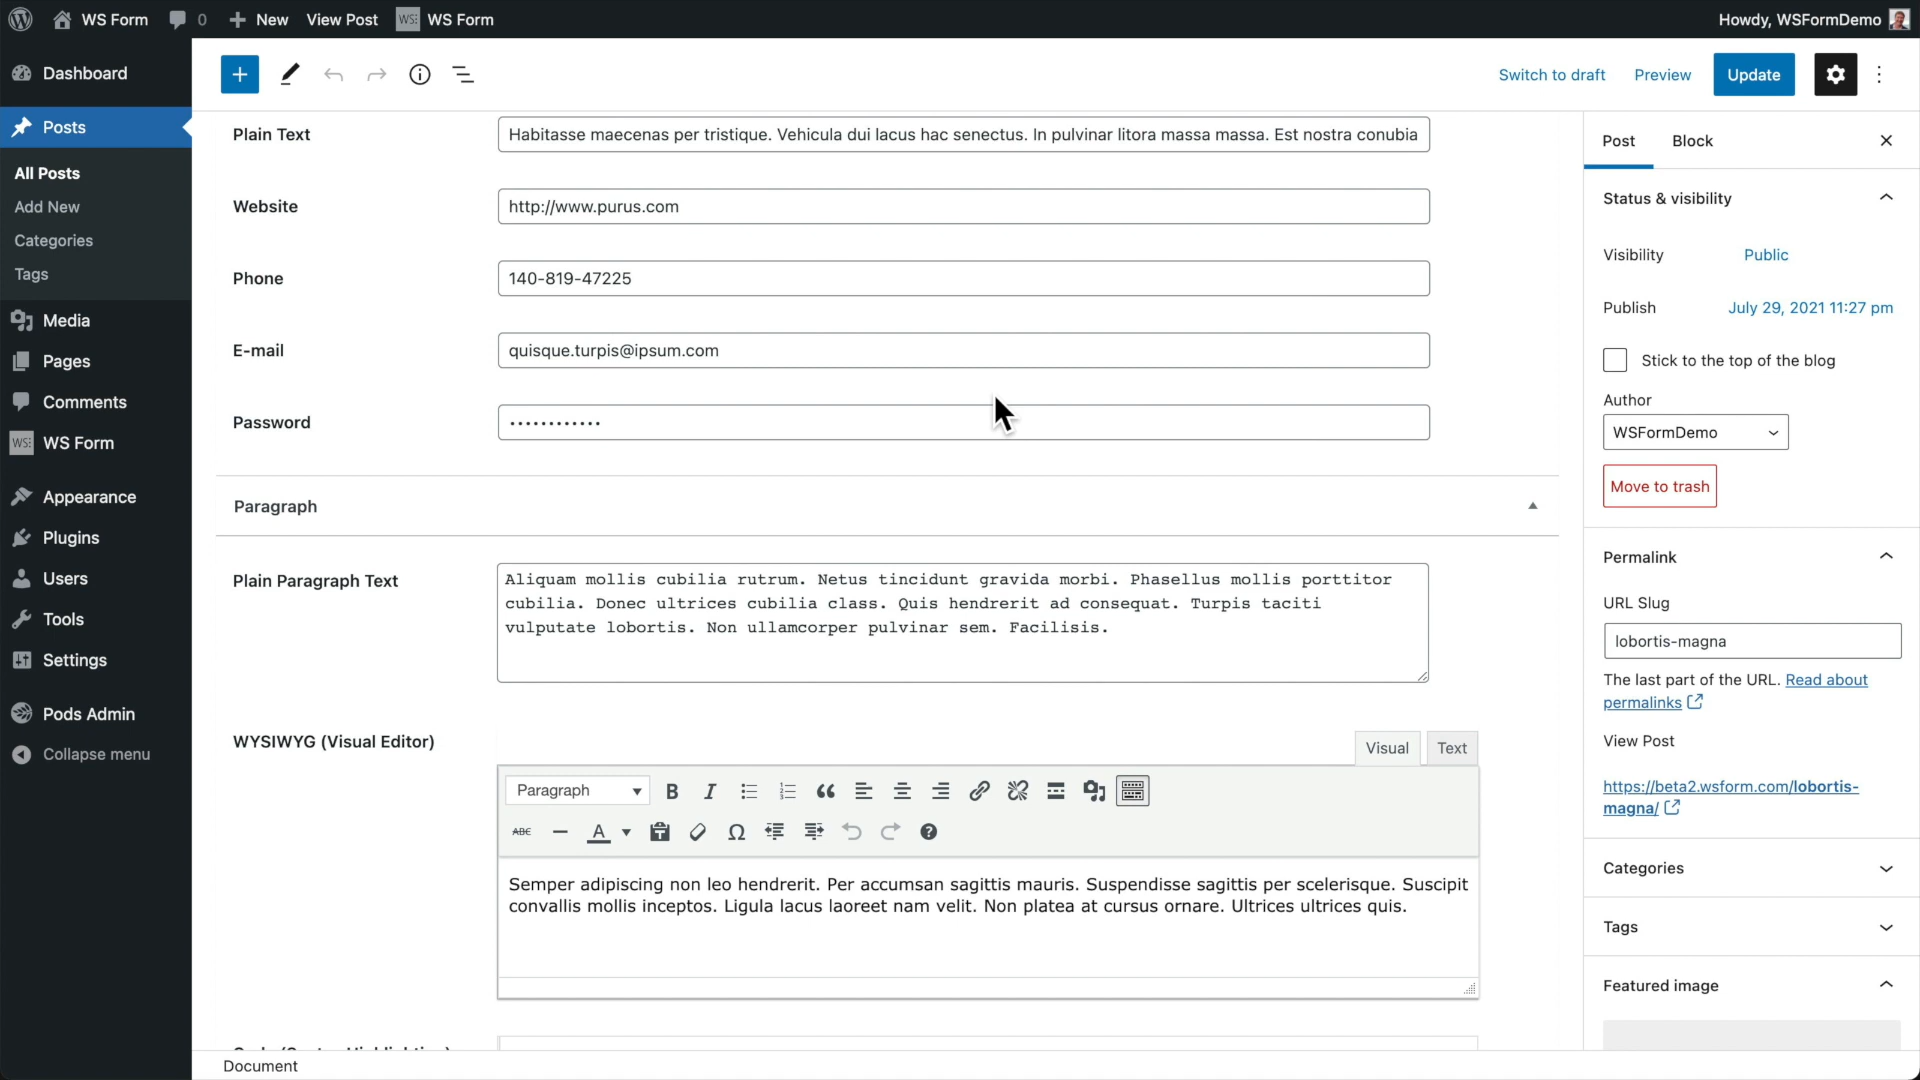 WS Form
0
New
View Post
WS Form
Howdy, WSFormDemo
Dashboard
Posts
All Posts
Add New
Categories
Tags
Media
Pages
Comments
WS Form
Appearance
Plugins
Users
Tools
Settings
Pods Admin
Collapse menu
Switch to draft
Preview
Update
Plain Text
Habitasse maecenas per tristique. Vehicula dui lacus hac senectus. In pulvinar litora massa massa. Est nostra conubia
Website
http://www.purus.com
Phone
140-819-47225
E-mail
quisque.turpis@ipsum.com
Password
••••••••••••
Paragraph
Plain Paragraph Text
Aliquam mollis cubilia rutrum. Netus tincidunt gravida morbi. Phasellus mollis porttitor
cubilia. Donec ultrices cubilia class. Quis hendrerit ad consequat. Turpis taciti
vulputate lobortis. Non ullamcorper pulvinar sem. Facilisis.
WYSIWYG (Visual Editor)
Visual
Text
Paragraph
ABC
Semper adipiscing non leo hendrerit. Per accumsan sagittis mauris. Suspendisse sagittis per scelerisque. Suscipit
convallis mollis inceptos. Ligula lacus laoreet nam velit. Non platea at cursus ornare. Ultrices ultrices quis.
Document
Post
Block
Status & visibility
Visibility
Public
Publish
July 29, 2021 11:27 pm
Stick to the top of the blog
Author
WSFormDemo
Move to trash
Permalink
URL Slug
lobortis-magna
The last part of the URL. Read about
permalinks
View Post
https://beta2.wsform.com/lobortis-
magna/
Categories
Tags
Featured image